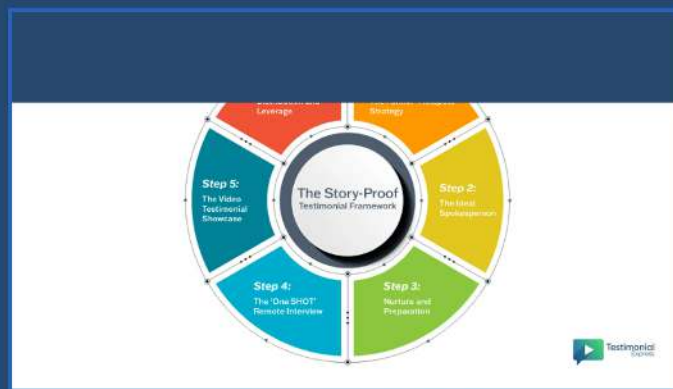 Leverage
Strategy
Step 5:
The Video
Testimonial
Showcase
The Story-Proof
Testimonial Framework
Step 2:
The Ideal
Spokesperson
Step 4:
The 'One SHOT'
Remote Interview
Step 3:
Nurture and
Preparation
Testimonial
EXPRESS